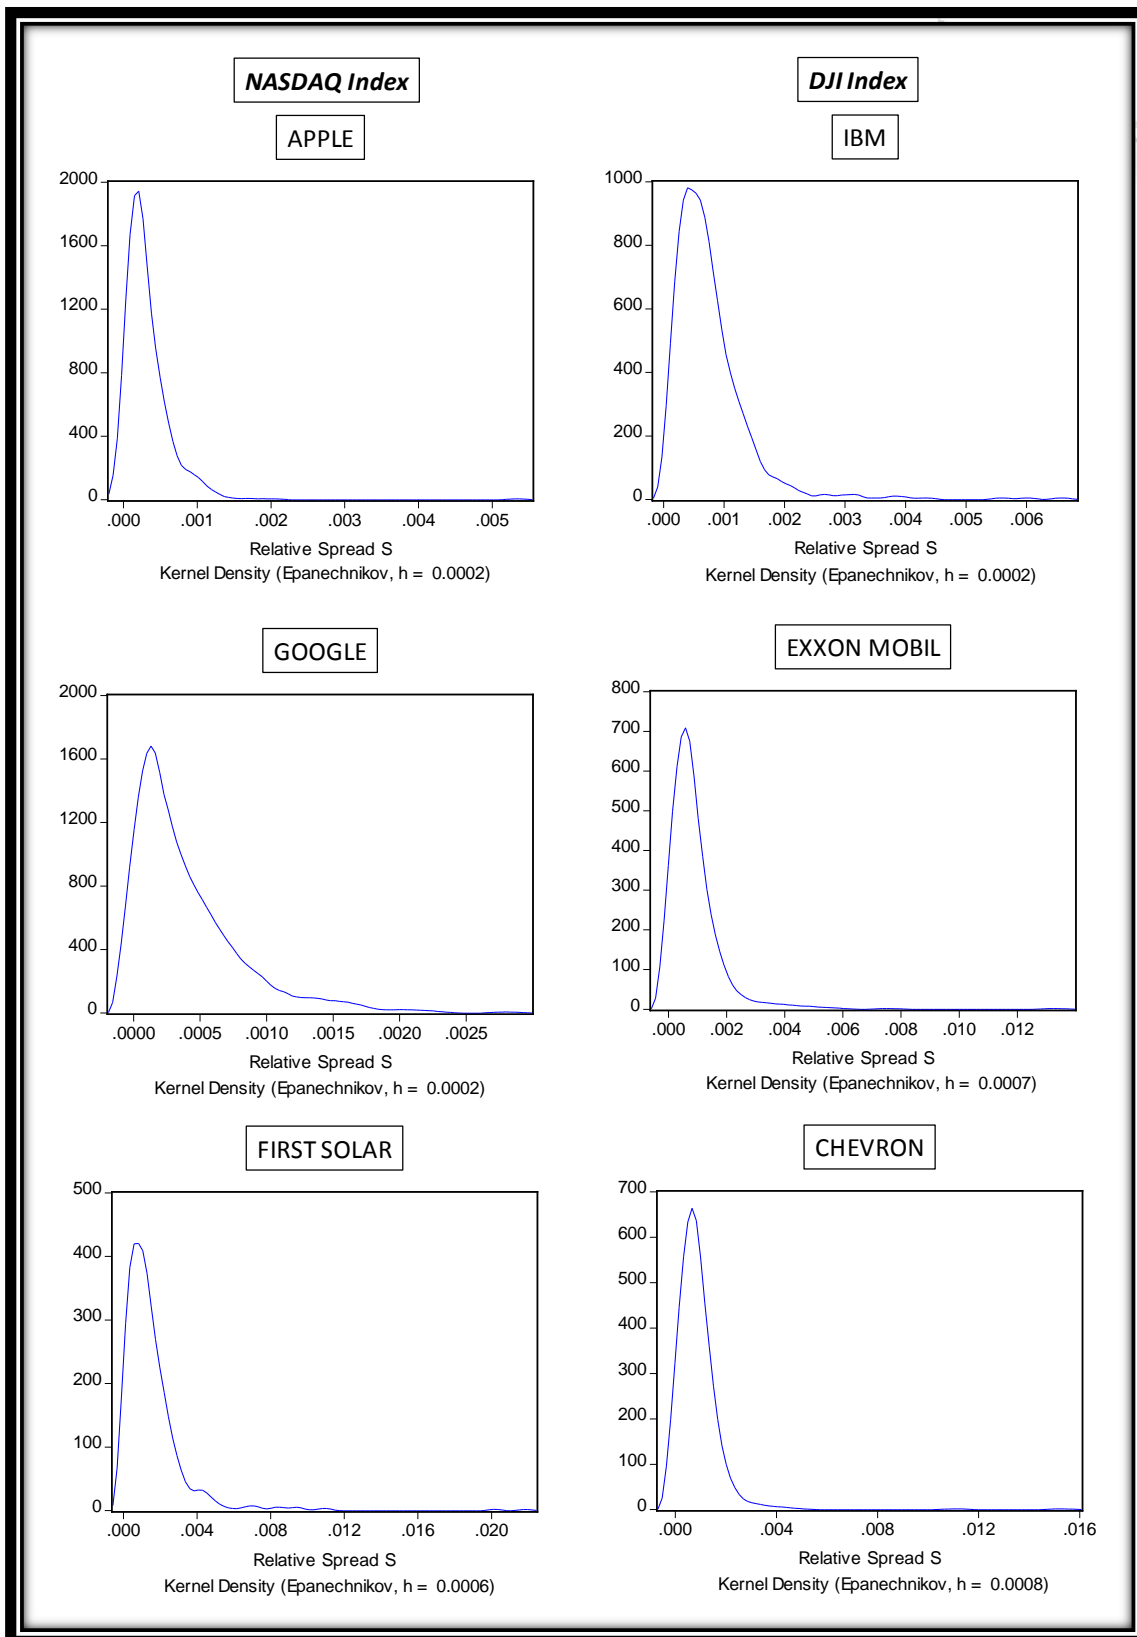 NASDAQ Index
DJI Index
APPLE
IBM
2000
1600
1200
800
400
0
.000 .001 .002 .003 .004 .005
Relative Spread S
Kernel Density (Epanechnikov, h = 0.0002)
1000
800
600
400
200
0
.000 .001 .002 .003 .004 .005 .006
Relative Spread S
Kernel Density (Epanechnikov, h = 0.0002)
GOOGLE
EXXON MOBIL
2000
1600
1200
800
400
0
.0000 .0005 .0010 .0015 .0020 .0025
Relative Spread S
Kernel Density (Epanechnikov, h = 0.0002)
800
700
600
500
400
300
200
100
0
.000 .002 .004 .006 .008 .010 .012
Relative Spread S
Kernel Density (Epanechnikov, h = 0.0007)
FIRST SOLAR
CHEVRON
500
400
300
200
100
0
.000 .004 .008 .012 .016 .020
Relative Spread S
Kernel Density (Epanechnikov, h = 0.0006)
700
600
500
400
300
200
100
0
.000 .004 .008 .012 .016
Relative Spread S
Kernel Density (Epanechnikov, h = 0.0008)